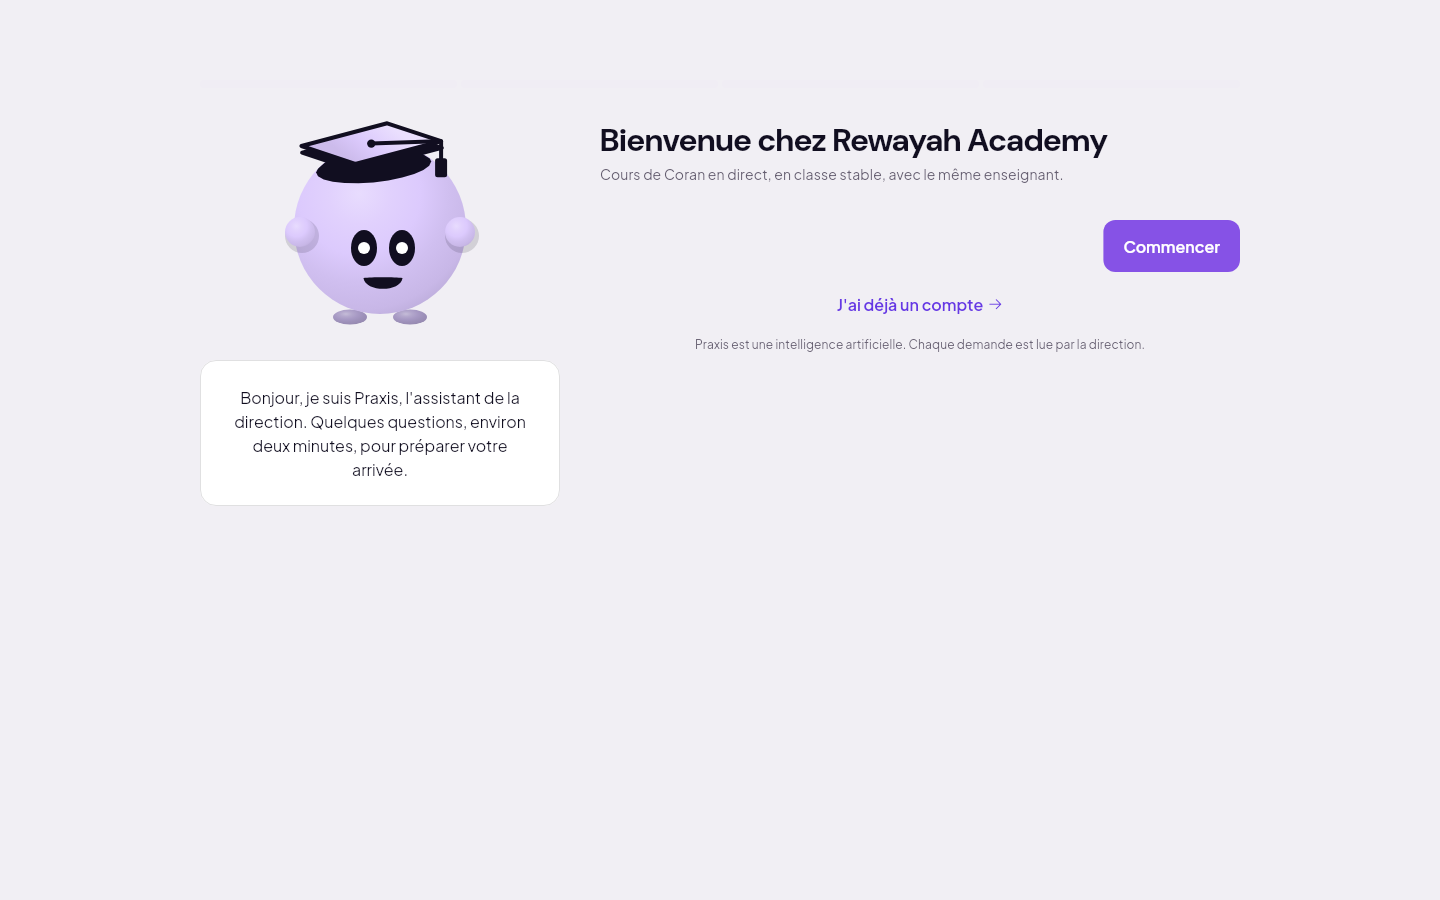 Bienvenue chez Rewayah Academy
Cours de Coran en direct, en classe stable, avec le même enseignant.
Commencer
J'ai déjà un compte →
Praxis est une intelligence artificielle. Chaque demande est lue par la direction.
Bonjour, je suis Praxis, l'assistant de la
direction. Quelques questions, environ
deux minutes, pour préparer votre
arrivée.